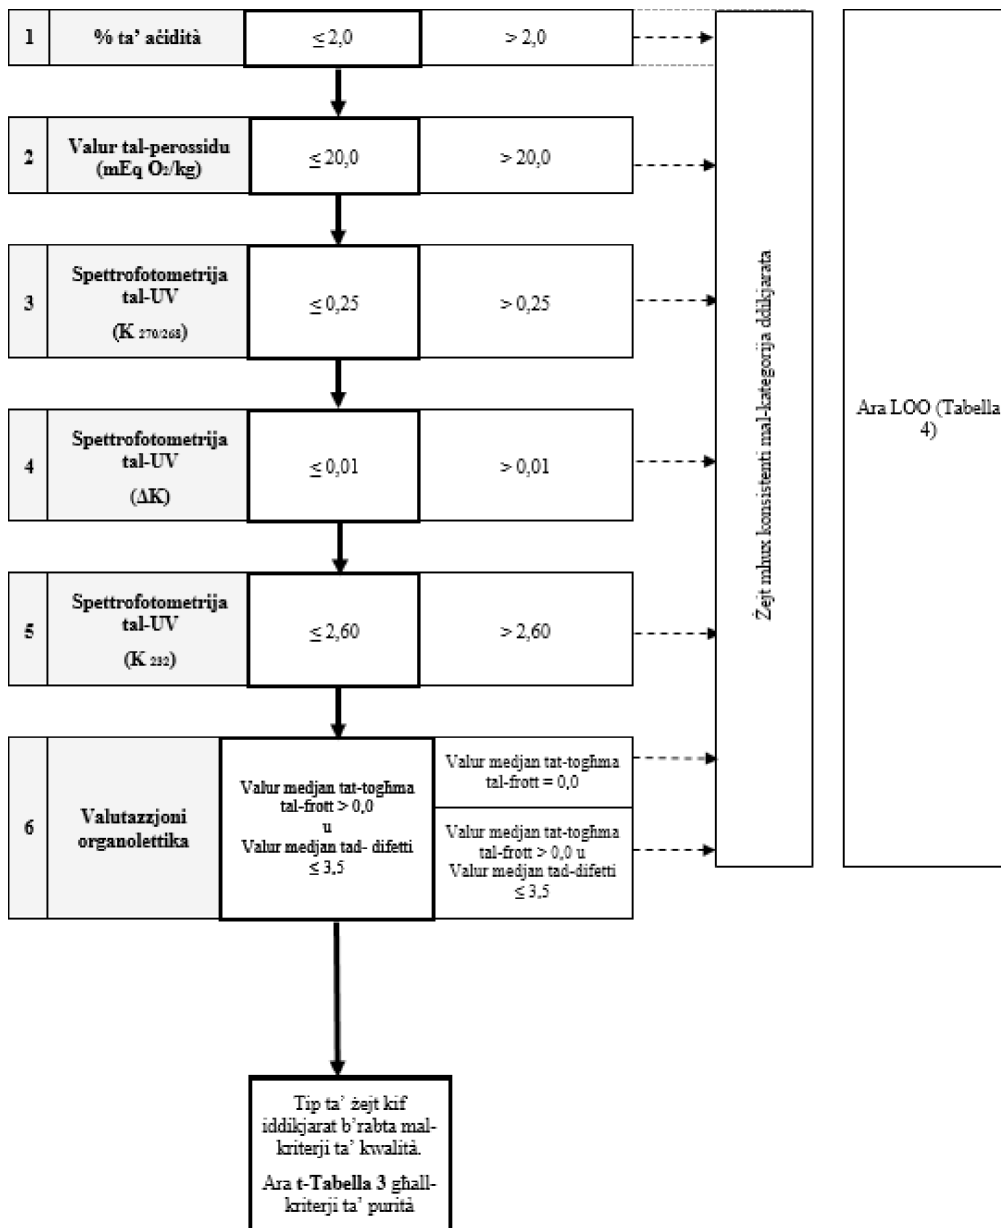 1
% ta’ aċidità
≤ 2,0
> 2,0
2
Valur tal-perossidu
(mEq O₂/kg)
≤ 20,0
> 20,0
3
Spettrofotometrija
tal-UV
(K 270/268)
≤ 0,25
> 0,25
4
Spettrofotometrija
tal-UV
(ΔK)
≤ 0,01
> 0,01
5
Spettrofotometrija
tal-UV
(K 232)
≤ 2,60
> 2,60
6
Valutazzjoni
organolettika
Valur medjan tat-togħma
tal-frott > 0,0
u
Valur medjan tad- difetti
≤ 3,5
Valur medjan tat-togħma
tal-frott = 0,0
Valur medjan tat-togħma
tal-frott > 0,0 u
Valur medjan tad-difetti
≤ 3,5
Żejt mhux konsistenti mal-kategorija ddikjarata
Ara LOO (Tabella
4)
Tip ta’ żejt kif
iddikjarat b’rabta mal-
kriterji ta’ kwalità.
Ara t-Tabella 3 għall-
kriterji ta’ purità